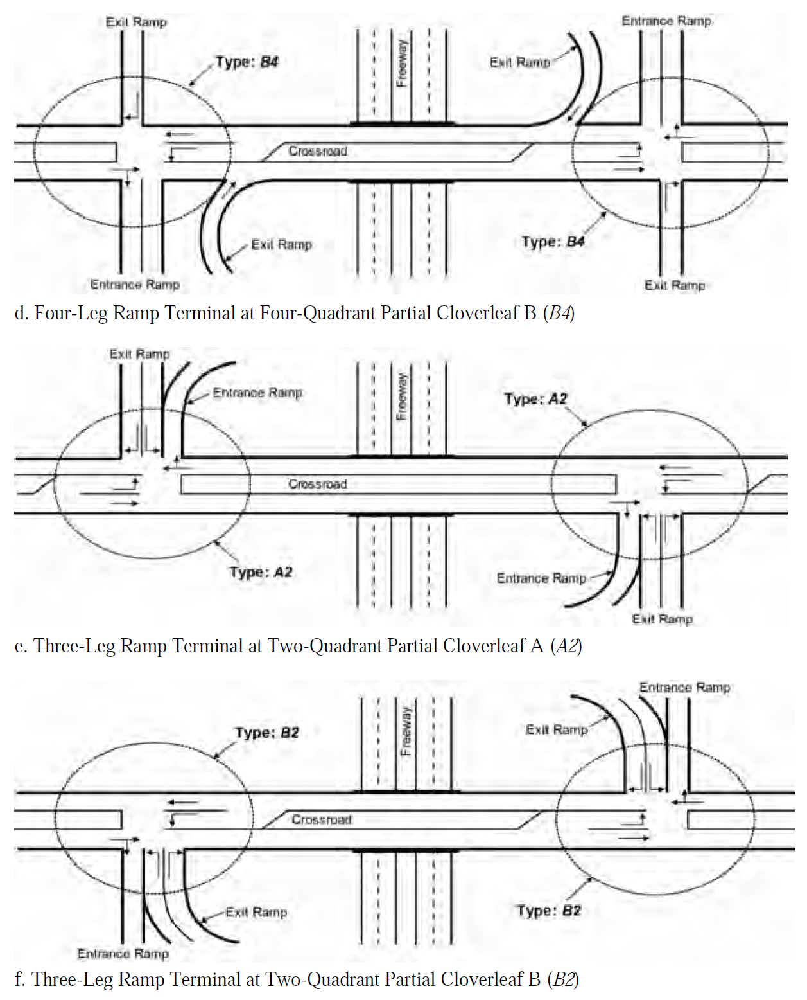 Exit Ramp
Entrance Ramp
Type: B4
Freeway
Exit Ramp
Crossroad
Exit Ramp
Type: B4
Entrance Ramp
Exit Ramp
d. Four-Leg Ramp Terminal at Four-Quadrant Partial Cloverleaf B (B4)
Exit Ramp
Entrance Ramp
Freeway
Type: A2
Crossroad
Type: A2
Entrance Ramp
Exit Ramp
e. Three-Leg Ramp Terminal at Two-Quadrant Partial Cloverleaf A (A2)
Entrance Ramp
Type: B2
Freeway
Exit Ramp
Crossroad
Exit Ramp
Type: B2
Entrance Ramp
f. Three-Leg Ramp Terminal at Two-Quadrant Partial Cloverleaf B (B2)